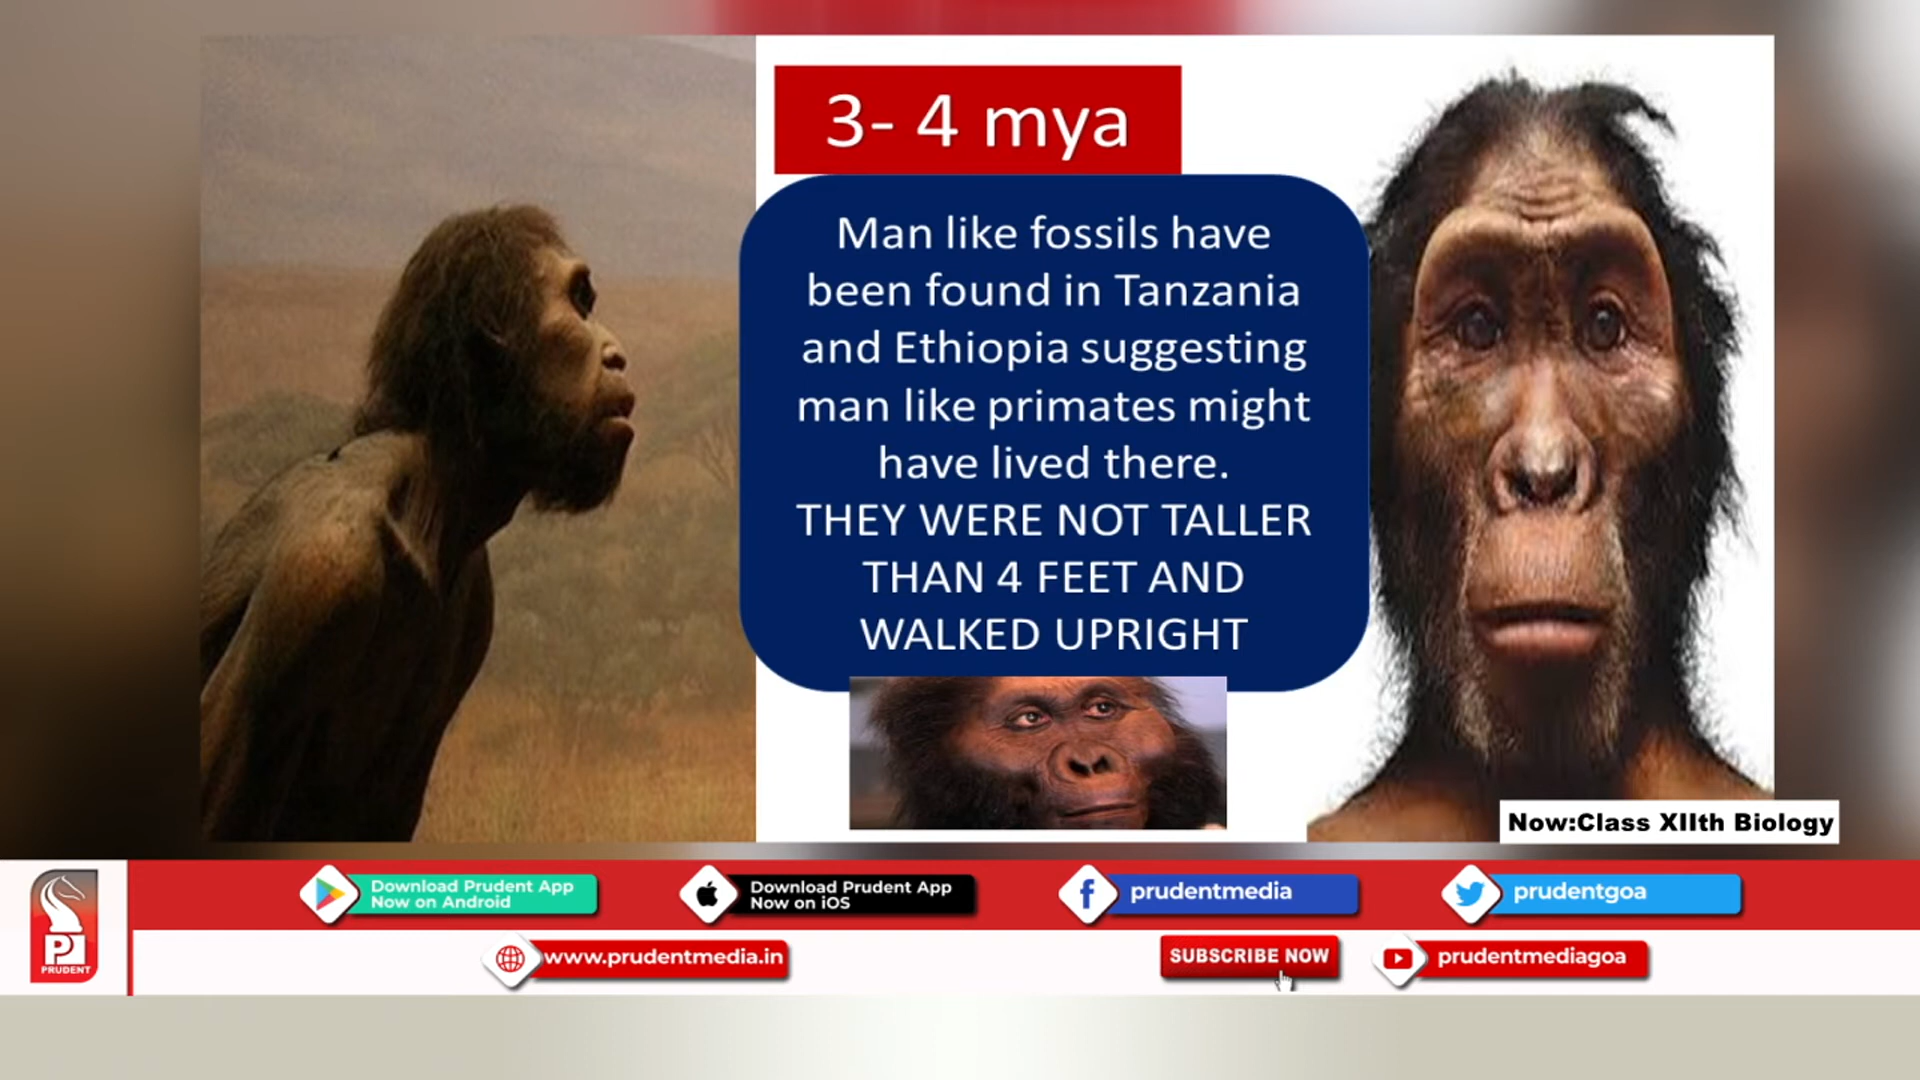 3- 4 mya
Man like fossils have
been found in Tanzania
and Ethiopia suggesting
man like primates might
have lived there.
THEY WERE NOT TALLER
THAN 4 FEET AND
WALKED UPRIGHT
Now:Class XIIth Biology
PRUDENT
Download Prudent App
Now on Android
Download Prudent App
Now on iOS
prudentmedia
prudentgoa
www.prudentmedia.in
SUBSCRIBE NOW
prudentmediagoa